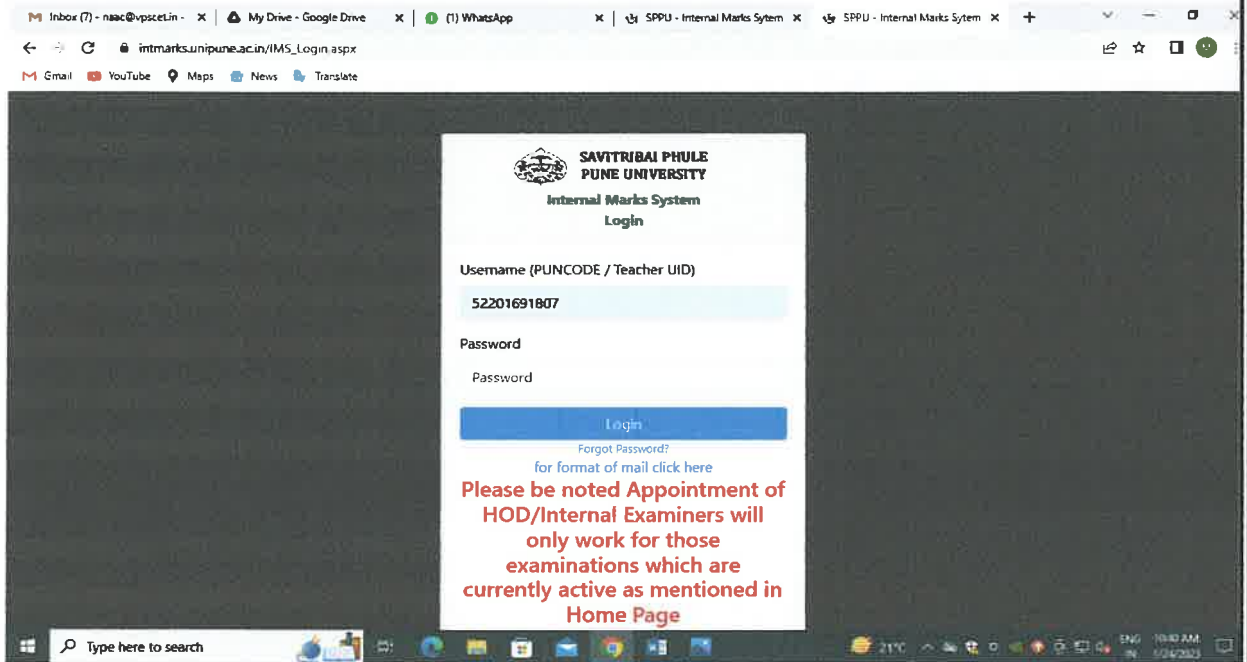 Inbox (7) - naac@vpscet.in -
My Drive - Google Drive
(1) WhatsApp
SPPU - Internal Marks Sytem
SPPU - Internal Marks Sytem
intmarks.unipune.ac.in/IMS_Login.aspx
Gmail YouTube Maps News Translate
SAVITRIBAI PHULE
PUNE UNIVERSITY
Internal Marks System
Login
Username (PUNCODE / Teacher UID)
52201691807
Password
Password
Login
Forgot Password?
for format of mail click here
Please be noted Appointment of
HOD/Internal Examiners will
only work for those
examinations which are
currently active as mentioned in
Home Page
Type here to search
21°C
ENG
IN
10:40 AM
1/24/2023